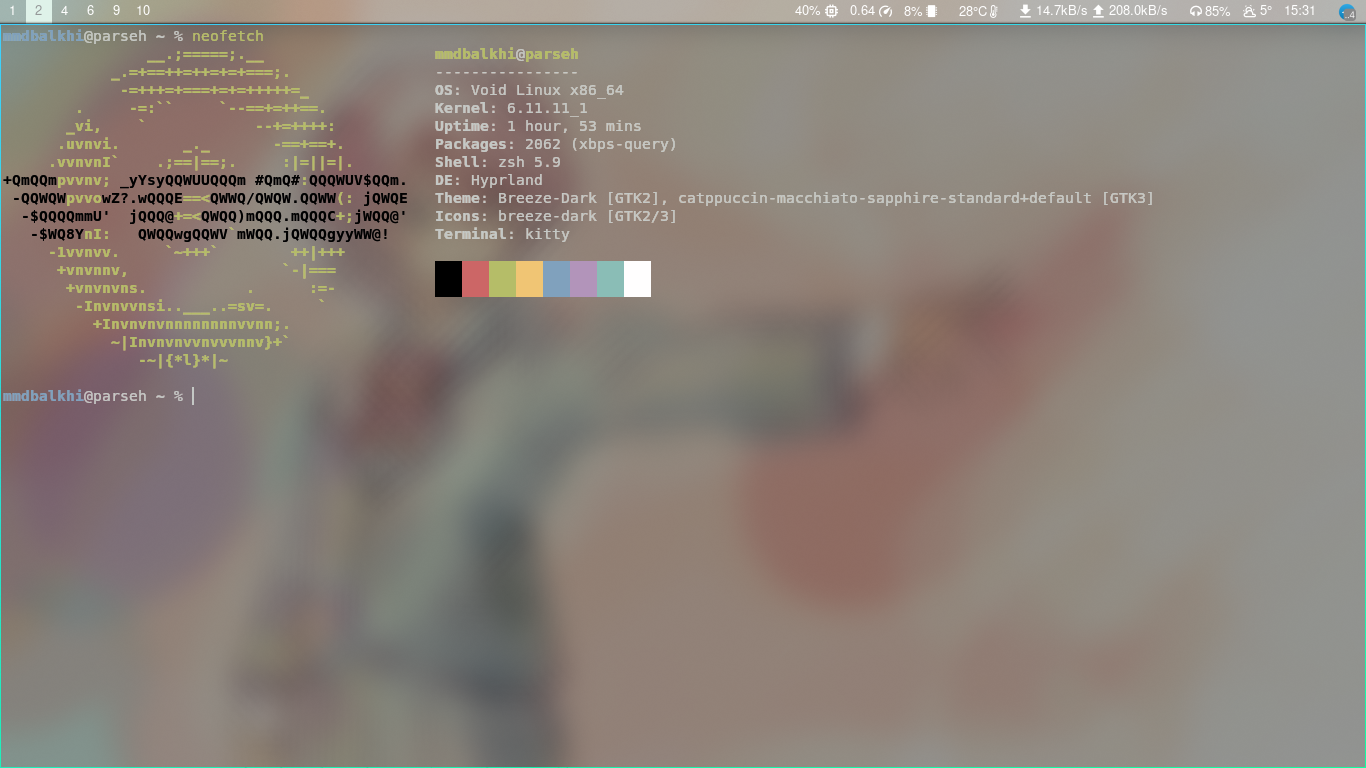 1 2 4 6 9 10 40% 0.64 8% 28°C 14.7kB/s 208.0kB/s 85% 5° 15:31
mmdbalkhi@parseh ~ % neofetch
mmdbalkhi@parseh
----------------
OS: Void Linux x86_64
Kernel: 6.11.11_1
Uptime: 1 hour, 53 mins
Packages: 2062 (xbps-query)
Shell: zsh 5.9
DE: Hyprland
Theme: Breeze-Dark [GTK2], catppuccin-macchiato-sapphire-standard+default [GTK3]
Icons: breeze-dark [GTK2/3]
Terminal: kitty
mmdbalkhi@parseh ~ %